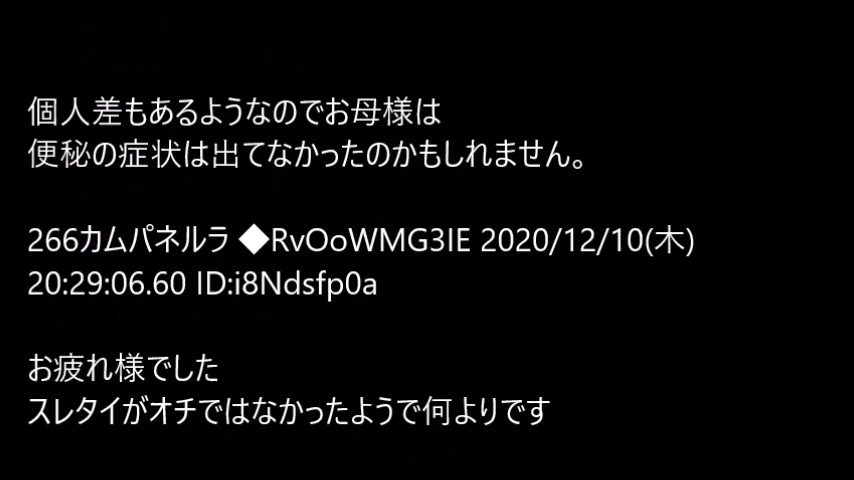 個人差もあるようなのでお母様は
便秘の症状は出てなかったのかもしれません。
266カムパネルラ ◆RvOoWMG3IE 2020/12/10(木)
20:29:06.60 ID:i8Ndsfp0a
お疲れ様でした
スレタイがオチではなかったようで何よりです